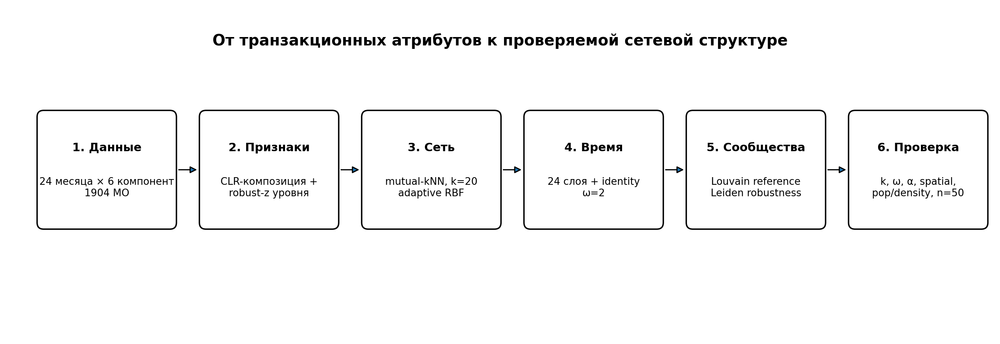 От транзакционных атрибутов к проверяемой сетевой структуре
1. Данные
24 месяца × 6 компонент
1904 МО
2. Признаки
CLR-композиция +
robust-z уровня
3. Сеть
mutual-kNN, k=20
adaptive RBF
4. Время
24 слоя + identity
ω=2
5. Сообщества
Louvain reference
Leiden robustness
6. Проверка
k, ω, α, spatial,
pop/density, n=50